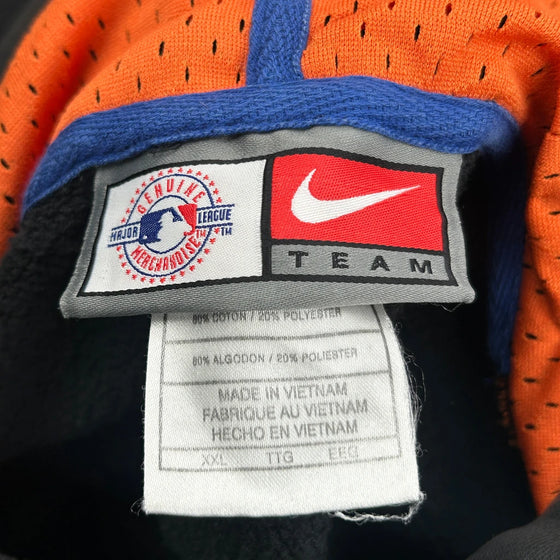 GENUINE
MAJOR LEAGUE
TM TM
MERCHANDISE
TEAM
80% COTON / 20% POLYESTER
80% ALGODON / 20% POLIESTER
MADE IN VIETNAM
FABRIQUE AU VIETNAM
HECHO EN VIETNAM
XXL TTG EEG